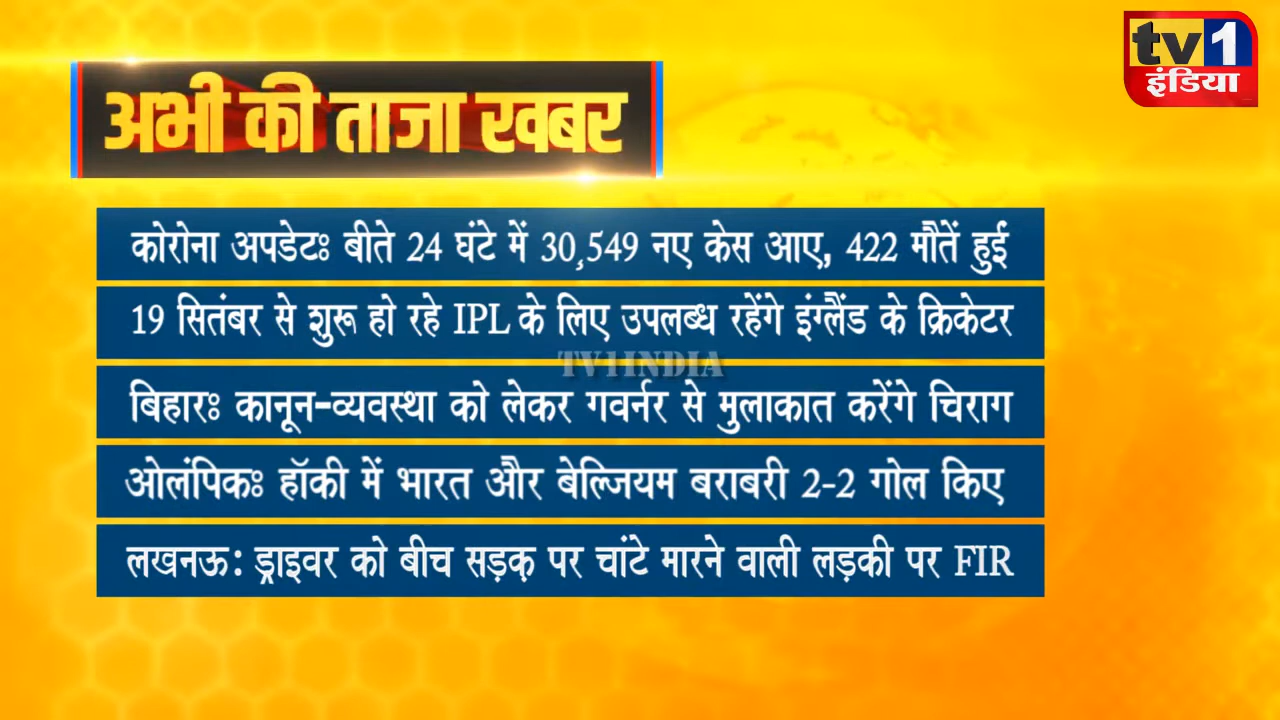 tv1
इंडिया
अभी की ताजा खबर
कोरोना अपडेटः बीते 24 घंटे में 30,549 नए केस आए, 422 मौतें हुई
19 सितंबर से शुरू हो रहे IPL के लिए उपलब्ध रहेंगे इंग्लैंड के क्रिकेटर
TV1INDIA
बिहारः कानून-व्यवस्था को लेकर गवर्नर से मुलाकात करेंगे चिराग
ओलंपिकः हॉकी में भारत और बेल्जियम बराबरी 2-2 गोल किए
लखनऊ: ड्राइवर को बीच सड़क़ पर चांटे मारने वाली लड़की पर FIR